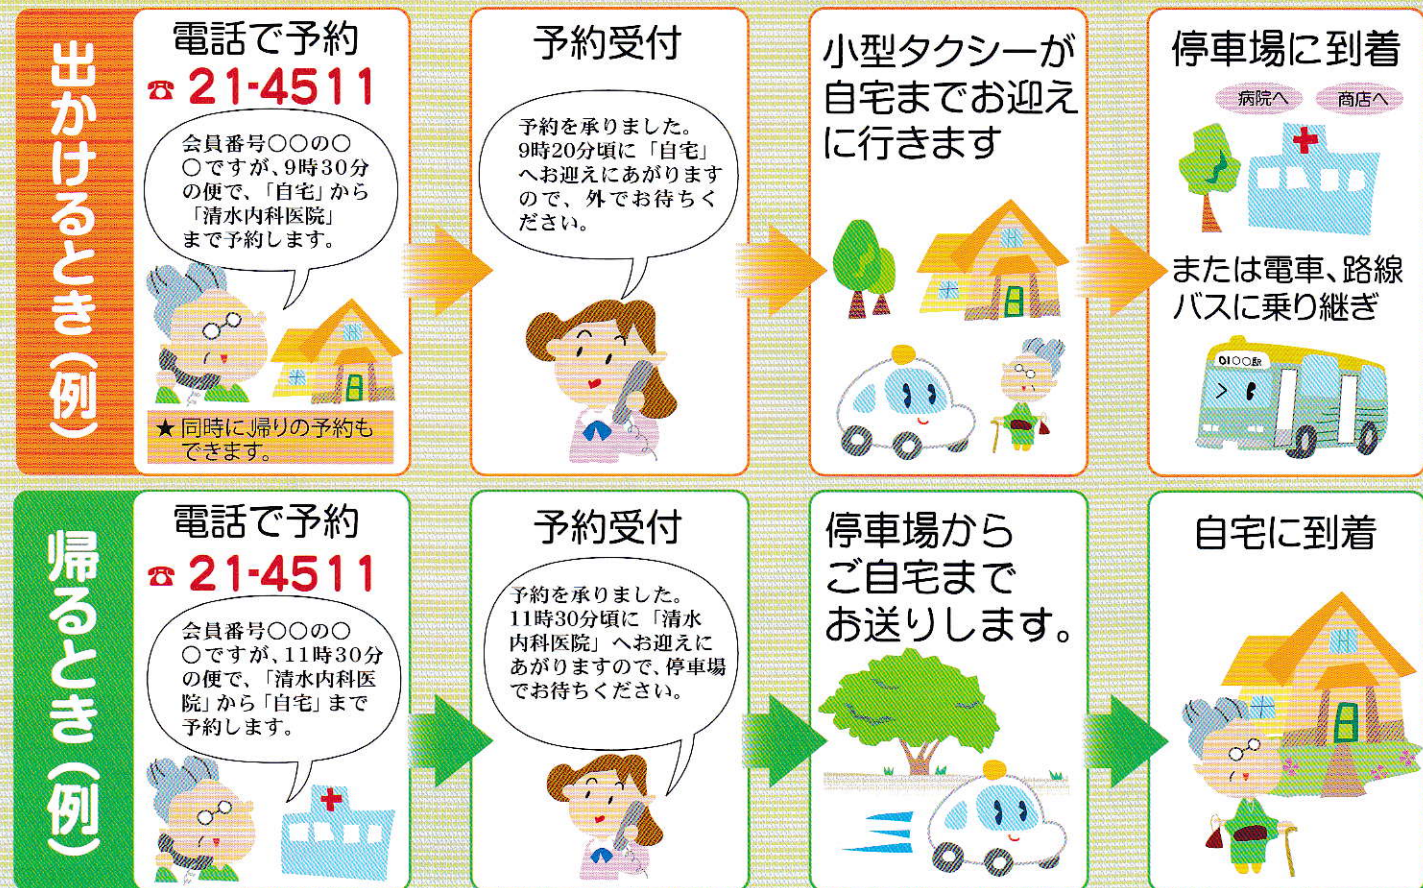 出かけるとき(例)
電話で予約
☎ 21-4511
会員番号〇〇の〇
〇ですが、9時30分
の便で、「自宅」から
「清水内科医院」
まで予約します。
★同時に帰りの予約も
できます。
予約受付
予約を承りました。
9時20分頃に「自宅」
へお迎えにあがります
ので、外でお待ちく
ださい。
小型タクシーが
自宅までお迎え
に行きます
停車場に到着
病院へ
商店へ
または電車、路線
バスに乗り継ぎ
帰るとき(例)
電話で予約
☎ 21-4511
会員番号〇〇の〇
〇ですが、11時30分
の便で、「清水内科医
院」から「自宅」まで
予約します。
予約受付
予約を承りました。
11時30分頃に「清水
内科医院」へお迎えに
あがりますので、停車場
でお待ちください。
停車場から
ご自宅まで
お送りします。
自宅に到着